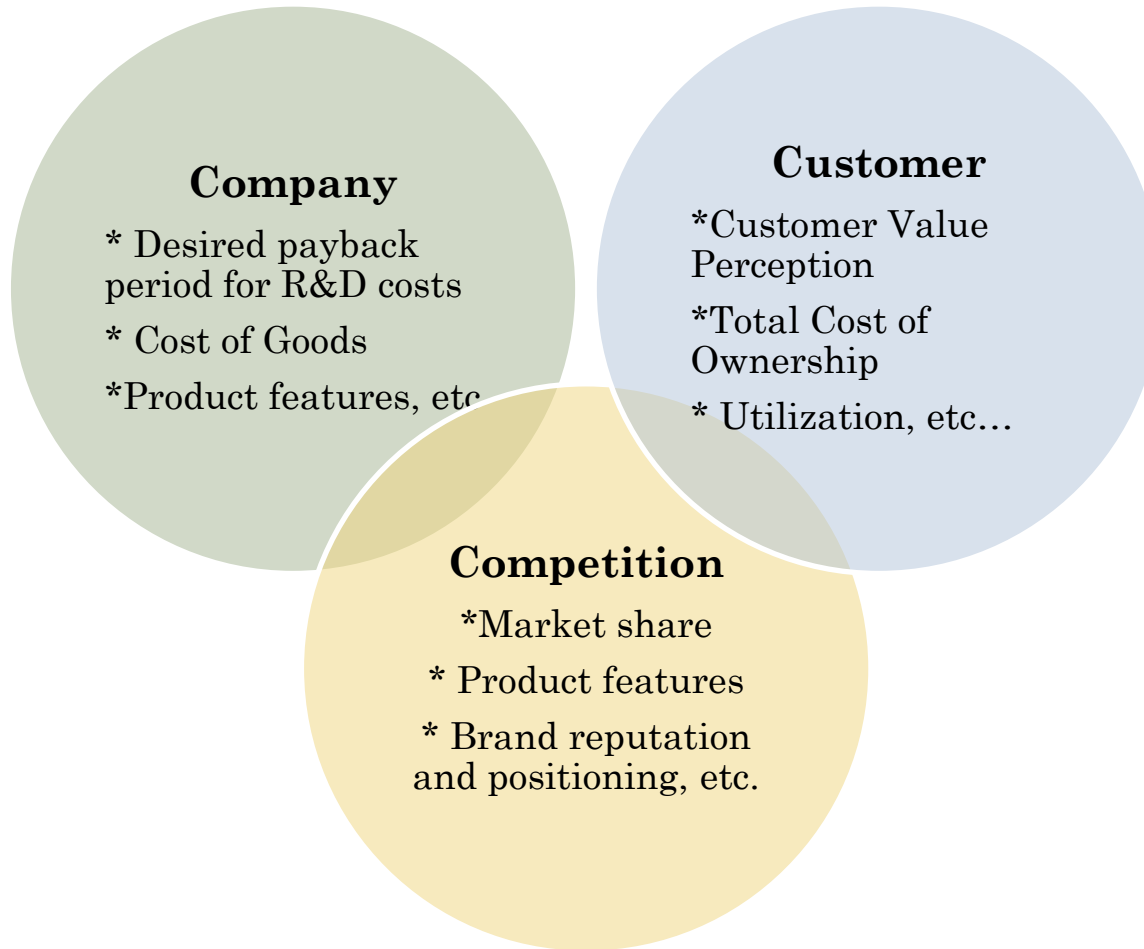 Company
* Desired payback
period for R&D costs
* Cost of Goods
*Product features, etc
Customer
*Customer Value
Perception
*Total Cost of
Ownership
* Utilization, etc…
Competition
*Market share
* Product features
* Brand reputation
and positioning, etc.